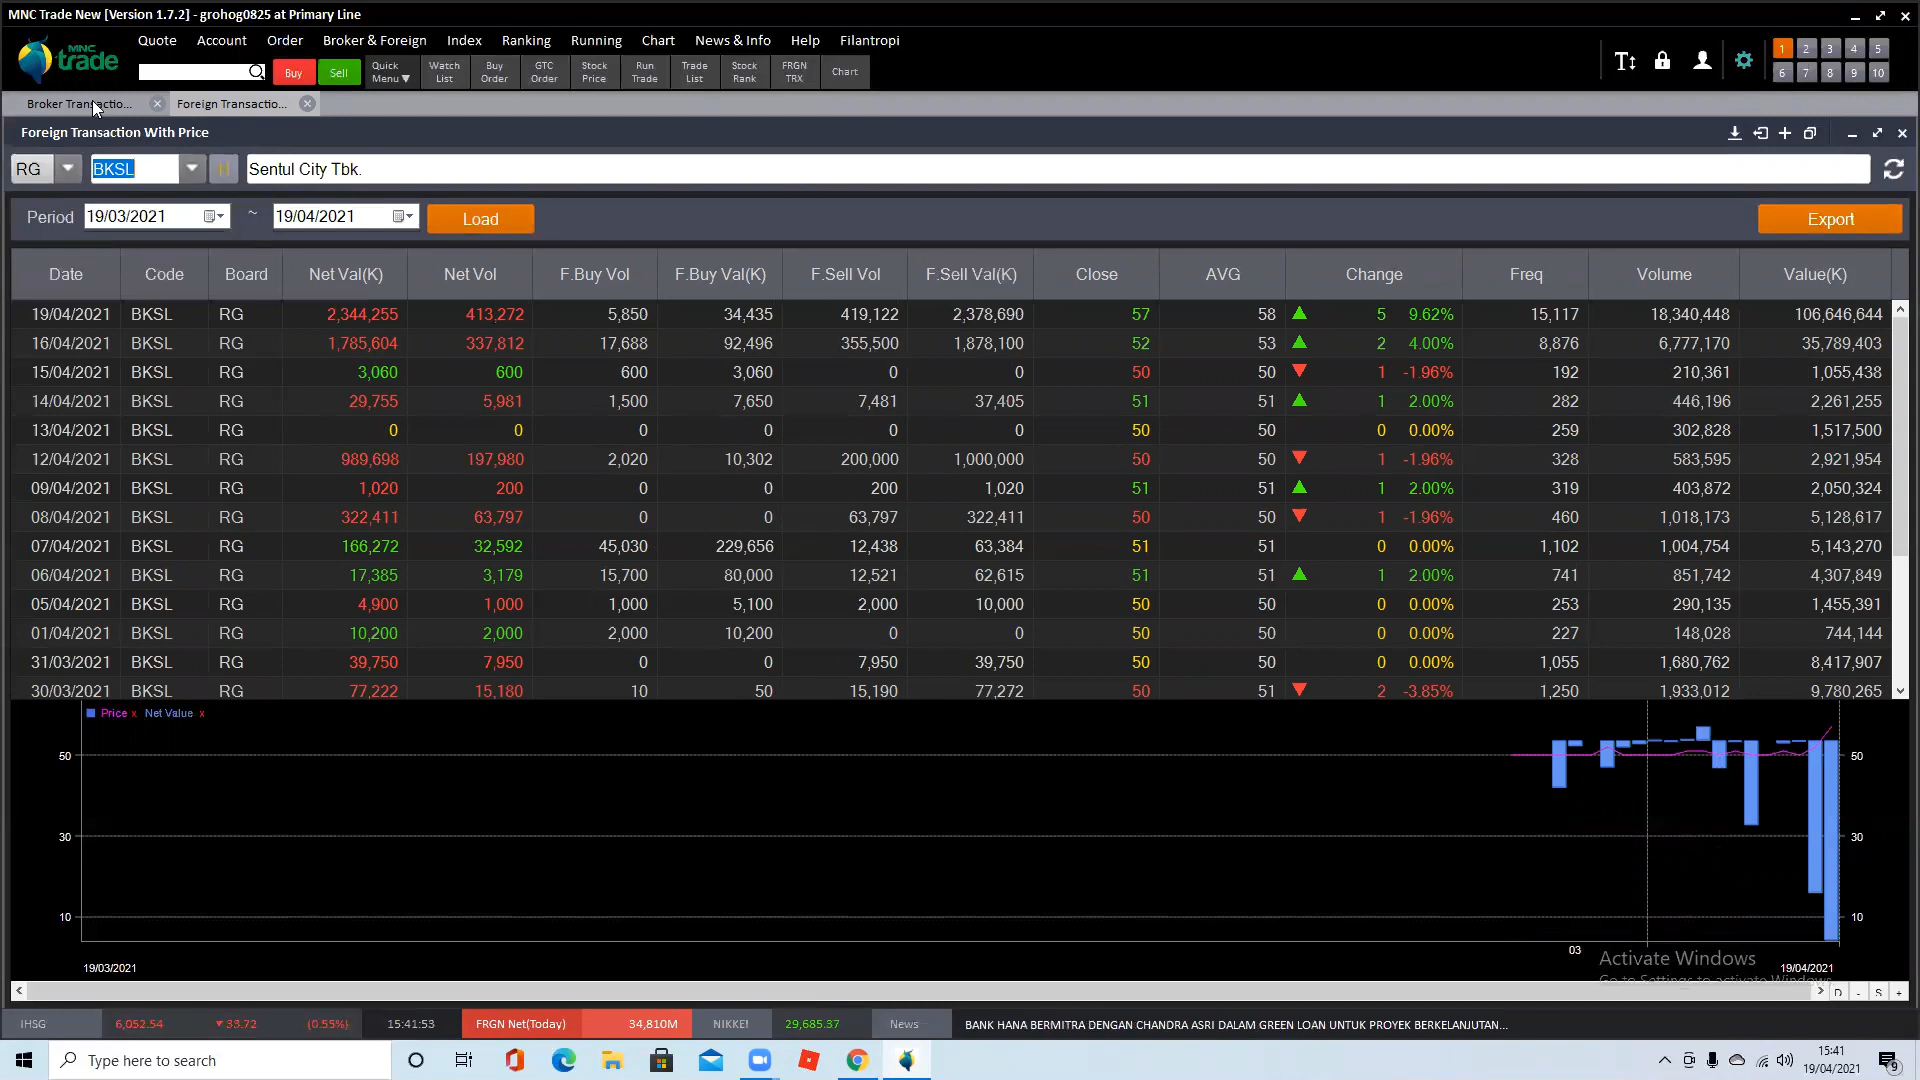 MNC Trade New [Version 1.7.2] - grohog0825 at Primary Line
MNC trade
Quote Account Order Broker & Foreign Index Ranking Running Chart News & Info Help Filantropi
Buy Sell Quick Menu▼ Watch List Buy Order GTC Order Stock Price Run Trade Trade List Stock Rank FRGN TRX Chart
1 2 3 4 5
6 7 8 9 10
Broker Transactio... Foreign Transactio...
Foreign Transaction With Price
RG BKSL Sentul City Tbk.
Period 19/03/2021 ~ 19/04/2021 Load Export
Date Code Board Net Val(K) Net Vol F.Buy Vol F.Buy Val(K) F.Sell Vol F.Sell Val(K) Close AVG Change Freq Volume Value(K)
19/04/2021 BKSL RG 2,344,255 413,272 5,850 34,435 419,122 2,378,690 57 58 5 9.62% 15,117 18,340,448 106,646,644
16/04/2021 BKSL RG 1,785,604 337,812 17,688 92,496 355,500 1,878,100 52 53 2 4.00% 8,876 6,777,170 35,789,403
15/04/2021 BKSL RG 3,060 600 600 3,060 0 0 50 50 1 -1.96% 192 210,361 1,055,438
14/04/2021 BKSL RG 29,755 5,981 1,500 7,650 7,481 37,405 51 51 1 2.00% 282 446,196 2,261,255
13/04/2021 BKSL RG 0 0 0 0 0 0 50 50 0 0.00% 259 302,828 1,517,500
12/04/2021 BKSL RG 989,698 197,980 2,020 10,302 200,000 1,000,000 50 50 1 -1.96% 328 583,595 2,921,954
09/04/2021 BKSL RG 1,020 200 0 0 200 1,020 51 51 1 2.00% 319 403,872 2,050,324
08/04/2021 BKSL RG 322,411 63,797 0 0 63,797 322,411 50 50 1 -1.96% 460 1,018,173 5,128,617
07/04/2021 BKSL RG 166,272 32,592 45,030 229,656 12,438 63,384 51 51 0 0.00% 1,102 1,004,754 5,143,270
06/04/2021 BKSL RG 17,385 3,179 15,700 80,000 12,521 62,615 51 51 1 2.00% 741 851,742 4,307,849
05/04/2021 BKSL RG 4,900 1,000 1,000 5,100 2,000 10,000 50 50 0 0.00% 253 290,135 1,455,391
01/04/2021 BKSL RG 10,200 2,000 2,000 10,200 0 0 50 50 0 0.00% 227 148,028 744,144
31/03/2021 BKSL RG 39,750 7,950 0 0 7,950 39,750 50 50 0 0.00% 1,055 1,680,762 8,417,907
30/03/2021 BKSL RG 77,222 15,180 10 50 15,190 77,272 50 51 2 -3.85% 1,250 1,933,012 9,780,265
Price x Net Value x
50 50
30 30
10 10
03
19/03/2021 19/04/2021
Activate Windows
Go to Settings to activate Windows.
D - S +
IHSG 6,052.54 ▼33.72 (0.55%) 15:41:53 FRGN Net(Today) 34,810M NIKKEI 29,685.37 News BANK HANA BERMITRA DENGAN CHANDRA ASRI DALAM GREEN LOAN UNTUK PROYEK BERKELANJUTAN...
Type here to search
15:41
19/04/2021
9